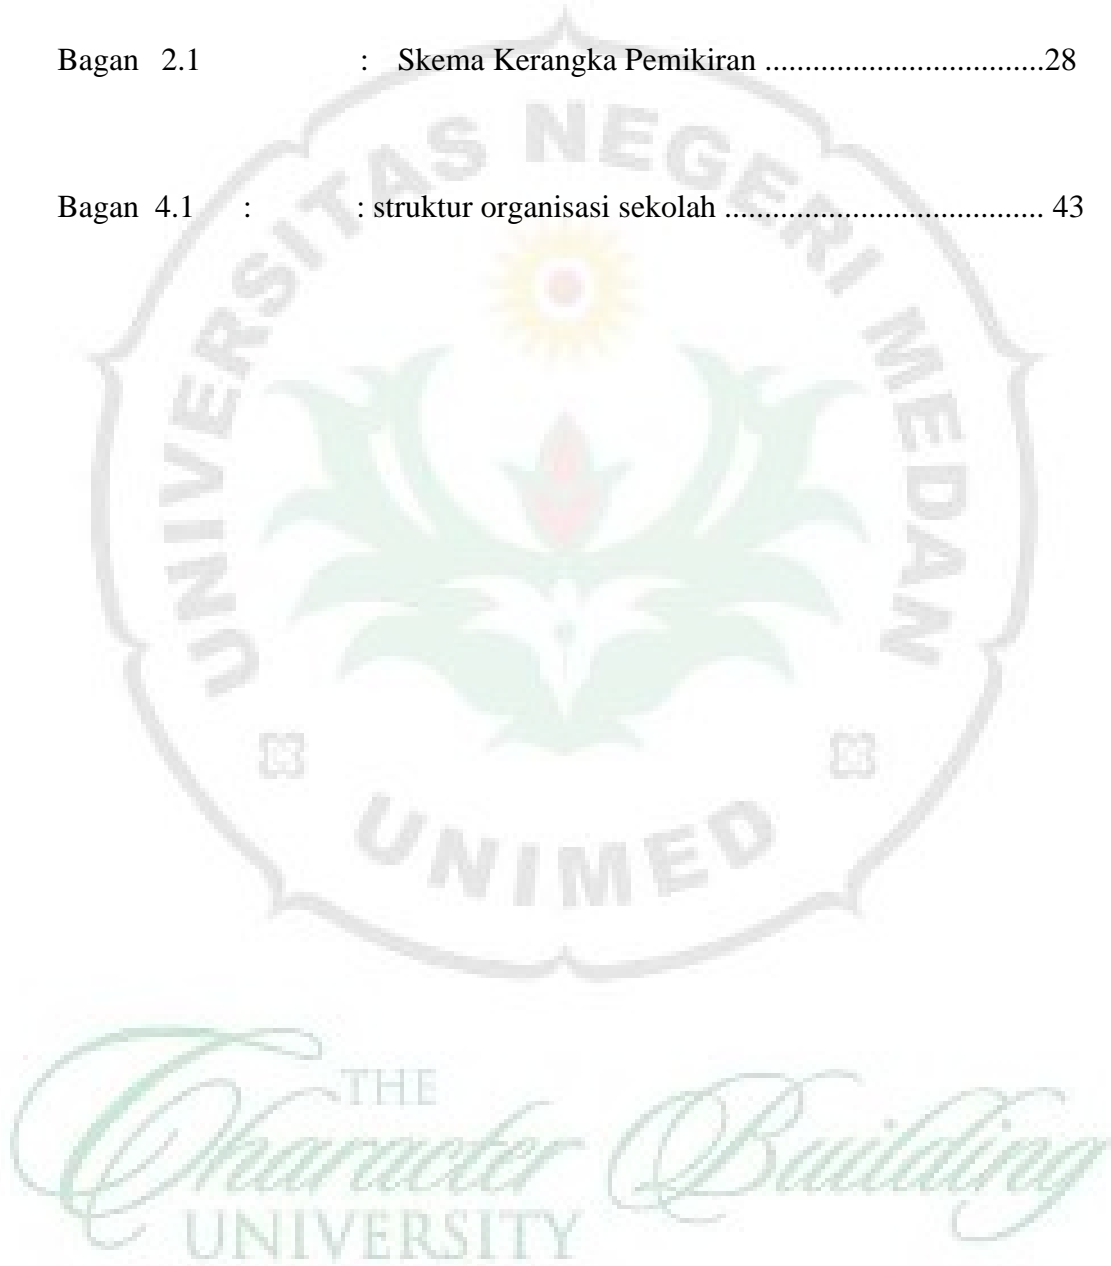 Bagan 2.1 : Skema Kerangka Pemikiran ...................................28
Bagan 4.1 : : struktur organisasi sekolah ........................................ 43
UNIVERSITAS NEGERI MEDAN
UNIMED
THE
Character Building
UNIVERSITY